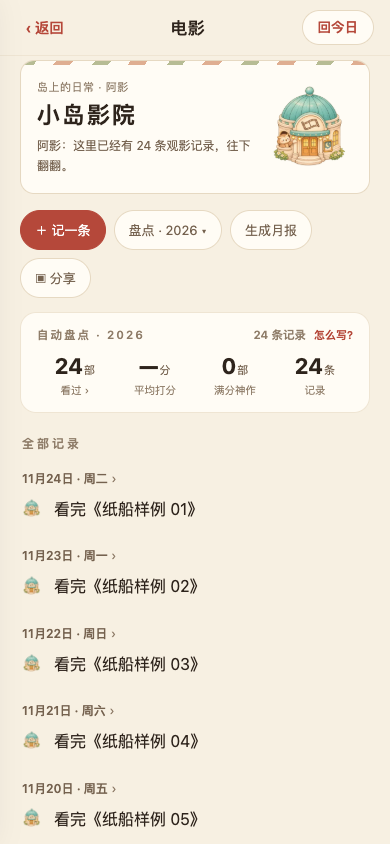 ‹ 返回
电影
回今日
岛上的日常 · 阿影
小岛影院
阿影：这里已经有 24 条观影记录，往下
翻翻。
＋ 记一条
盘点 · 2026 ▾
生成月报
▣ 分享
自动盘点 · 2026
24 条记录 怎么写?
24部
一分
0部
24条
看过 ›
平均打分
满分神作
记录
全部记录
11月24日 · 周二 ›
看完《纸船样例 01》
11月23日 · 周一 ›
看完《纸船样例 02》
11月22日 · 周日 ›
看完《纸船样例 03》
11月21日 · 周六 ›
看完《纸船样例 04》
11月20日 · 周五 ›
看完《纸船样例 05》